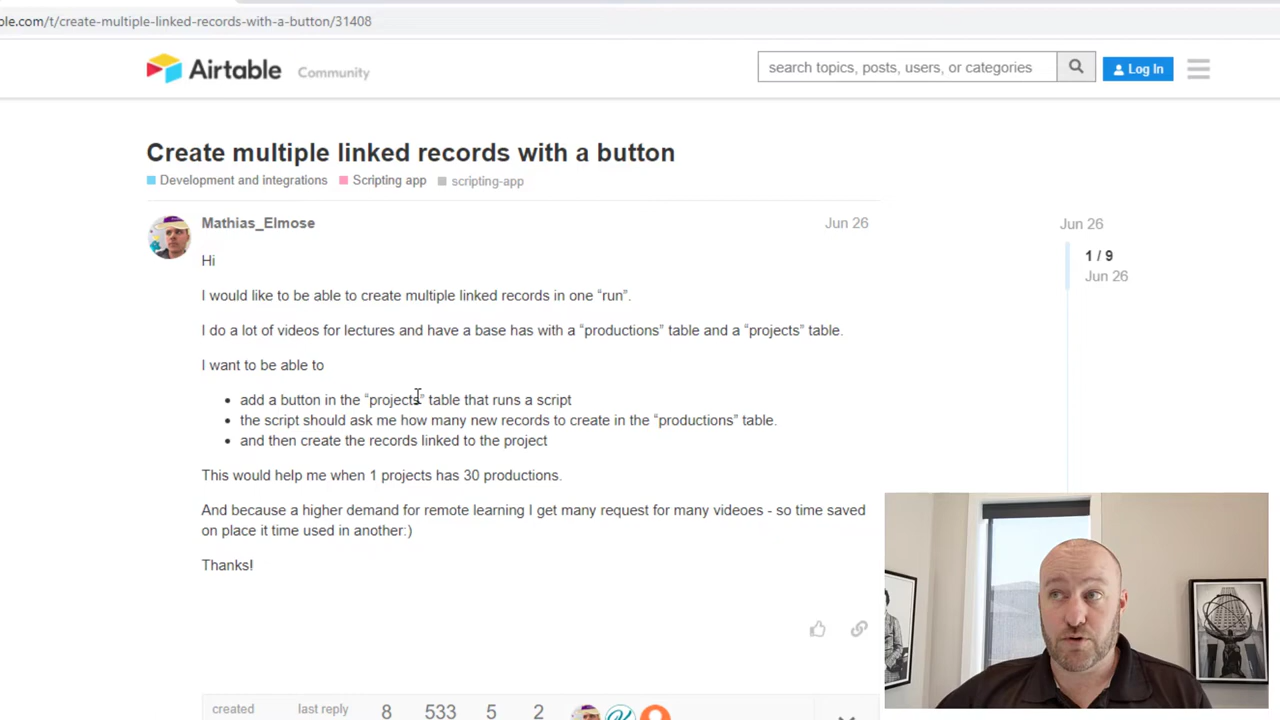 ble.com/t/create-multiple-linked-records-with-a-button/31408
Airtable Community
search topics, posts, users, or categories
Log In
Create multiple linked records with a button
Development and integrations Scripting app scripting-app
Mathias_Elmose
Jun 26
Hi
I would like to be able to create multiple linked records in one “run”.
I do a lot of videos for lectures and have a base has with a “productions” table and a “projects” table.
I want to be able to
add a button in the “projects” table that runs a script
the script should ask me how many new records to create in the “productions” table.
and then create the records linked to the project
This would help me when 1 projects has 30 productions.
And because a higher demand for remote learning I get many request for many videoes - so time saved
on place it time used in another:)
Thanks!
created last reply 8 533 5 2
Jun 26
1 / 9
Jun 26